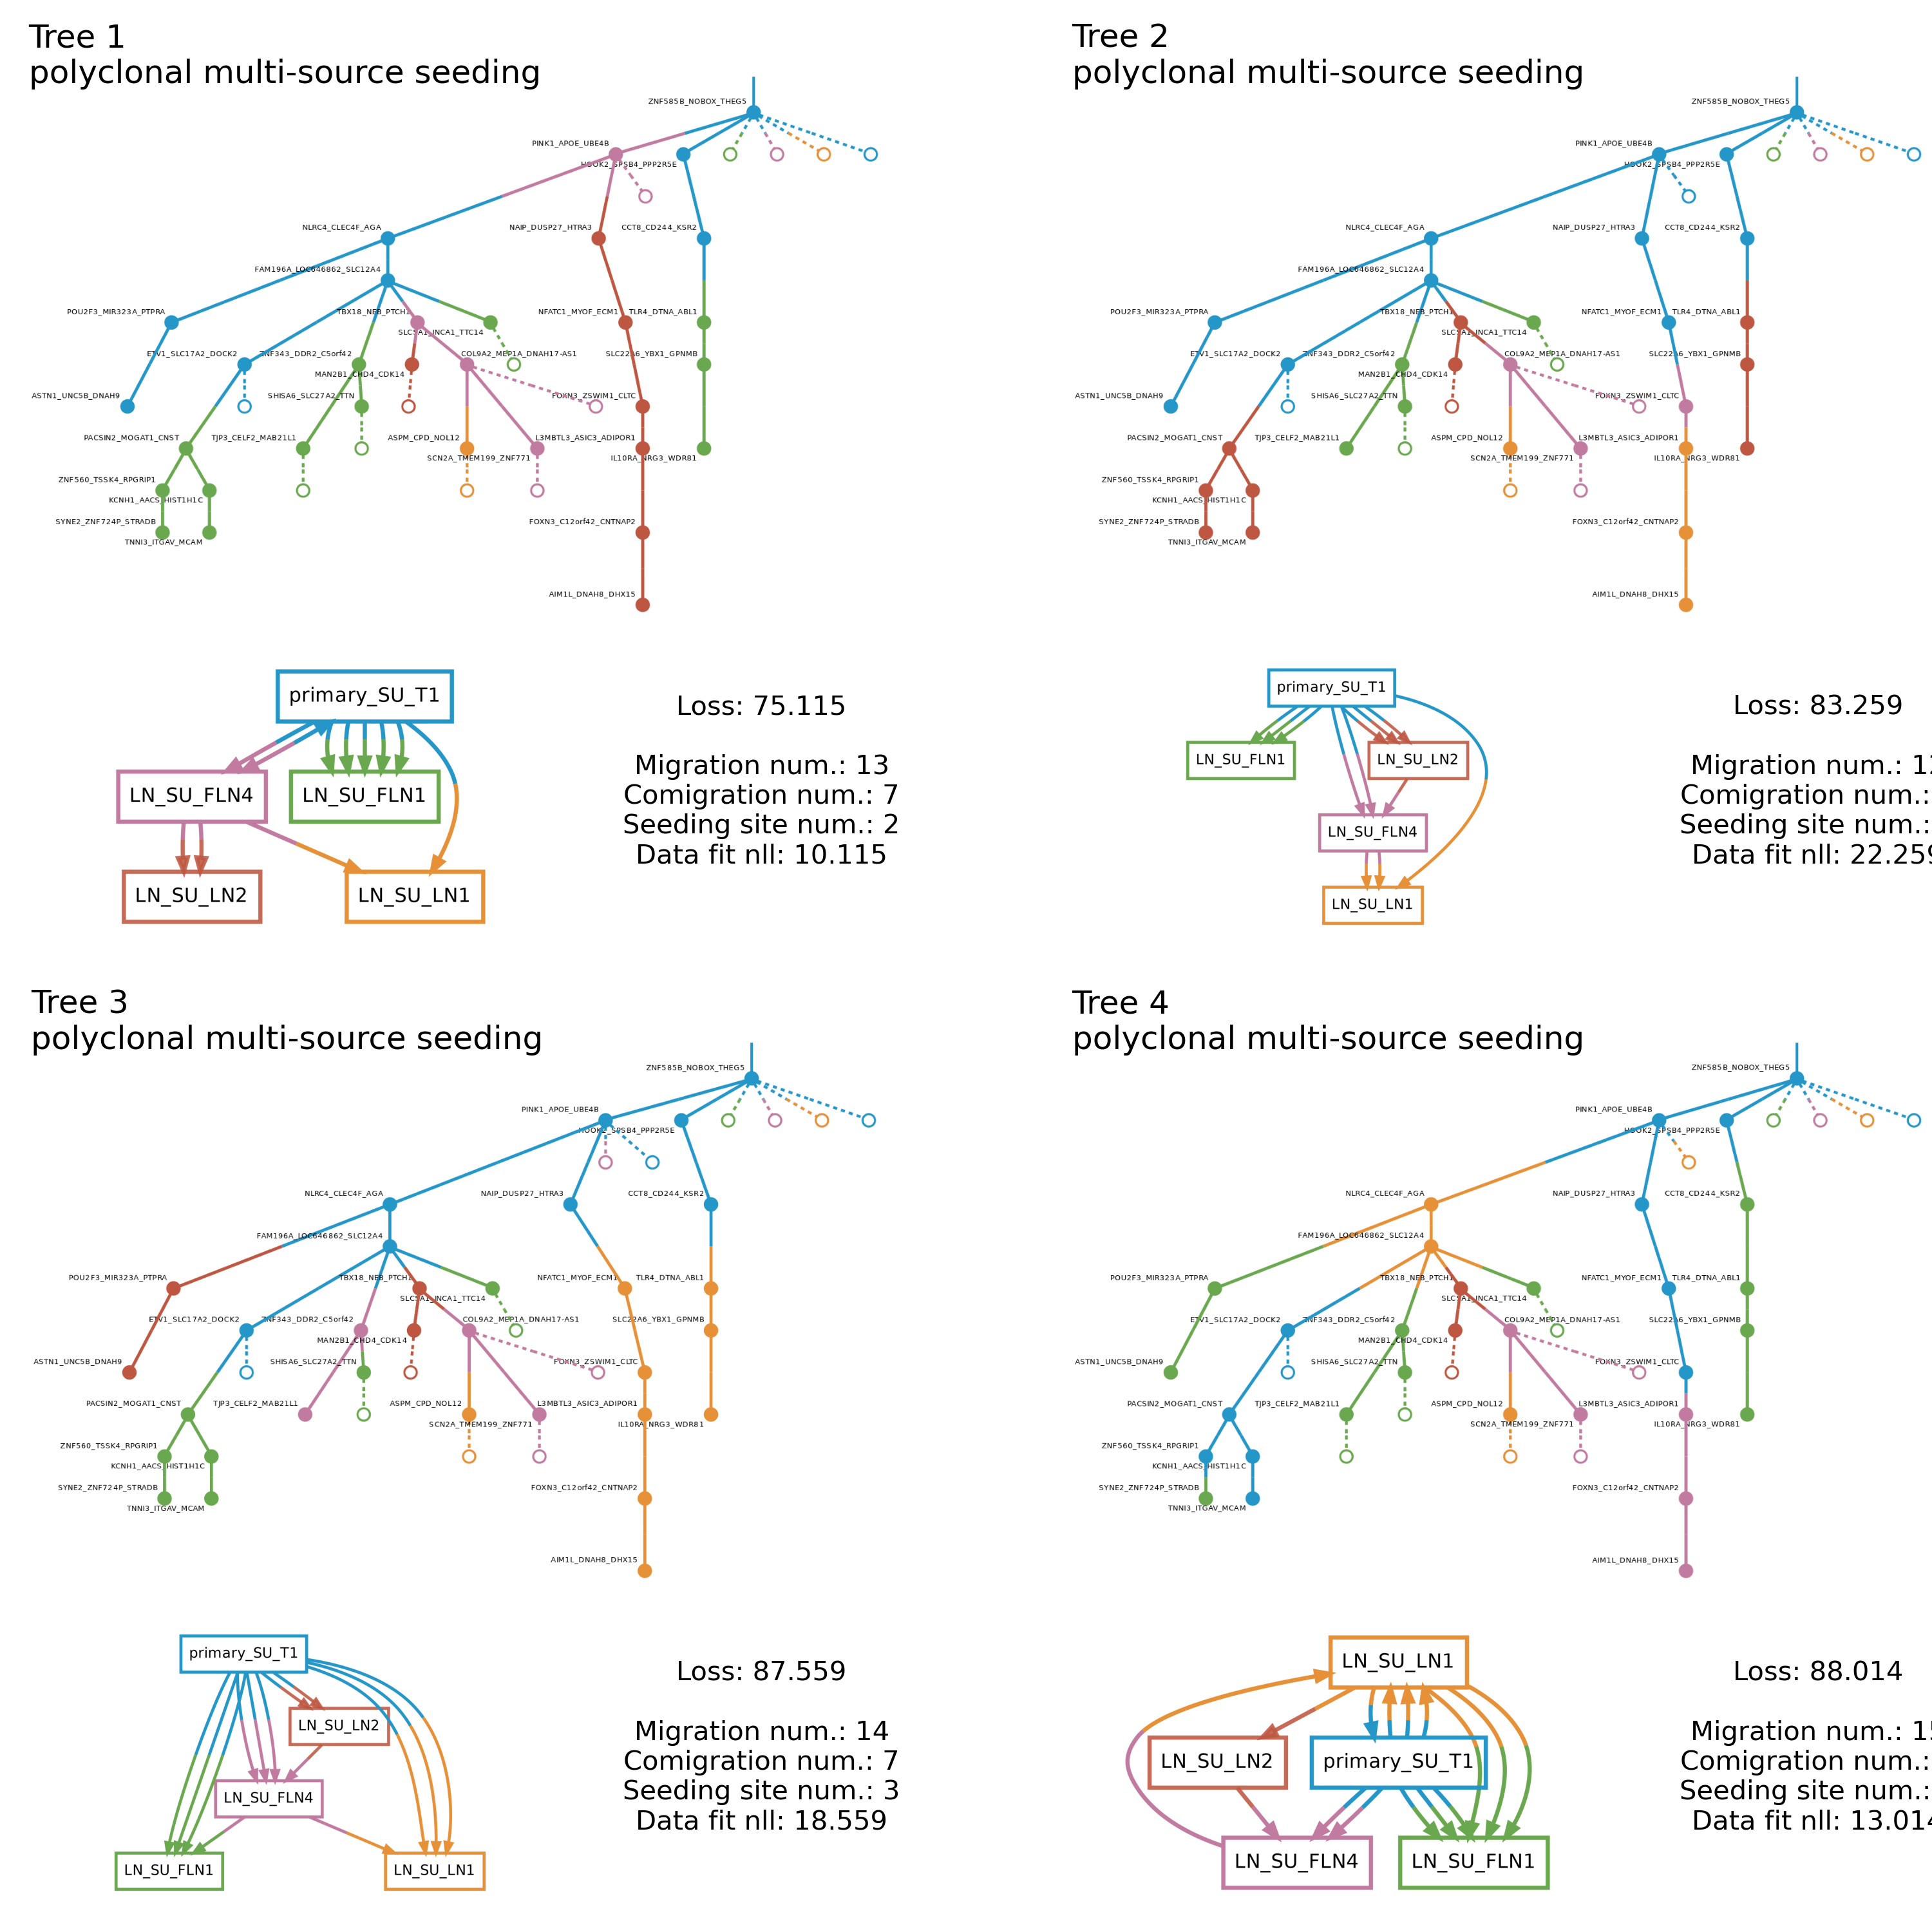 Tree 1
polyclonal multi-source seeding
ZNF585B_NOBOX_THEG5
PINK1_APOE_UBE4B
HOOK2_SPSB4_PPP2R5E
NLRC4_CLEC4F_AGA
NAIP_DUSP27_HTRA3
CCT8_CD244_KSR2
FAM196A_LOC646862_SLC12A4
POU2F3_MIR323A_PTPRA
TBX18_NEB_PTCH1
NFATC1_MYOF_ECM1
TLR4_DTNA_ABL1
SLC5A1_INCA1_TTC14
ETV1_SLC17A2_DOCK2
ZNF343_DDR2_C5orf42
COL9A2_MEP1A_DNAH17-AS1
SLC22A6_YBX1_GPNMB
MAN2B1_CHD4_CDK14
ASTN1_UNC5B_DNAH9
SHISA6_SLC27A2_TTN
FOXN3_ZSWIM1_CLTC
PACSIN2_MOGAT1_CNST
TJP3_CELF2_MAB21L1
ASPM_CPD_NOL12
L3MBTL3_ASIC3_ADIPOR1
SCN2A_TMEM199_ZNF771
IL10RA_NRG3_WDR81
ZNF560_TSSK4_RPGRIP1
KCNH1_AACS_HIST1H1C
SYNE2_ZNF724P_STRADB
FOXN3_C12orf42_CNTNAP2
TNNI3_ITGAV_MCAM
AIM1L_DNAH8_DHX15
primary_SU_T1
LN_SU_FLN4
LN_SU_FLN1
LN_SU_LN2
LN_SU_LN1
Loss: 75.115
Migration num.: 13
Comigration num.: 7
Seeding site num.: 2
Data fit nll: 10.115
Tree 2
polyclonal multi-source seeding
ZNF585B_NOBOX_THEG5
PINK1_APOE_UBE4B
HOOK2_SPSB4_PPP2R5E
NLRC4_CLEC4F_AGA
NAIP_DUSP27_HTRA3
CCT8_CD244_KSR2
FAM196A_LOC646862_SLC12A4
POU2F3_MIR323A_PTPRA
TBX18_NEB_PTCH1
NFATC1_MYOF_ECM1
TLR4_DTNA_ABL1
SLC5A1_INCA1_TTC14
ETV1_SLC17A2_DOCK2
ZNF343_DDR2_C5orf42
COL9A2_MEP1A_DNAH17-AS1
SLC22A6_YBX1_GPNMB
MAN2B1_CHD4_CDK14
ASTN1_UNC5B_DNAH9
SHISA6_SLC27A2_TTN
FOXN3_ZSWIM1_CLTC
PACSIN2_MOGAT1_CNST
TJP3_CELF2_MAB21L1
ASPM_CPD_NOL12
L3MBTL3_ASIC3_ADIPOR1
SCN2A_TMEM199_ZNF771
IL10RA_NRG3_WDR81
ZNF560_TSSK4_RPGRIP1
KCNH1_AACS_HIST1H1C
SYNE2_ZNF724P_STRADB
FOXN3_C12orf42_CNTNAP2
TNNI3_ITGAV_MCAM
AIM1L_DNAH8_DHX15
primary_SU_T1
LN_SU_FLN1
LN_SU_LN2
LN_SU_FLN4
LN_SU_LN1
Loss: 83.259
Migration num.:
Comigration num.:
Seeding site num.:
Data fit nll: 22.259
Tree 3
polyclonal multi-source seeding
ZNF585B_NOBOX_THEG5
PINK1_APOE_UBE4B
HOOK2_SPSB4_PPP2R5E
NLRC4_CLEC4F_AGA
NAIP_DUSP27_HTRA3
CCT8_CD244_KSR2
FAM196A_LOC646862_SLC12A4
POU2F3_MIR323A_PTPRA
TBX18_NEB_PTCH1
NFATC1_MYOF_ECM1
TLR4_DTNA_ABL1
SLC5A1_INCA1_TTC14
ETV1_SLC17A2_DOCK2
ZNF343_DDR2_C5orf42
COL9A2_MEP1A_DNAH17-AS1
SLC22A6_YBX1_GPNMB
MAN2B1_CHD4_CDK14
ASTN1_UNC5B_DNAH9
SHISA6_SLC27A2_TTN
FOXN3_ZSWIM1_CLTC
PACSIN2_MOGAT1_CNST
TJP3_CELF2_MAB21L1
ASPM_CPD_NOL12
L3MBTL3_ASIC3_ADIPOR1
SCN2A_TMEM199_ZNF771
IL10RA_NRG3_WDR81
ZNF560_TSSK4_RPGRIP1
KCNH1_AACS_HIST1H1C
SYNE2_ZNF724P_STRADB
FOXN3_C12orf42_CNTNAP2
TNNI3_ITGAV_MCAM
AIM1L_DNAH8_DHX15
primary_SU_T1
LN_SU_LN2
LN_SU_FLN4
LN_SU_FLN1
LN_SU_LN1
Loss: 87.559
Migration num.: 14
Comigration num.: 7
Seeding site num.: 3
Data fit nll: 18.559
Tree 4
polyclonal multi-source seeding
ZNF585B_NOBOX_THEG5
PINK1_APOE_UBE4B
HOOK2_SPSB4_PPP2R5E
NLRC4_CLEC4F_AGA
NAIP_DUSP27_HTRA3
CCT8_CD244_KSR2
FAM196A_LOC646862_SLC12A4
POU2F3_MIR323A_PTPRA
TBX18_NEB_PTCH1
NFATC1_MYOF_ECM1
TLR4_DTNA_ABL1
SLC5A1_INCA1_TTC14
ETV1_SLC17A2_DOCK2
ZNF343_DDR2_C5orf42
COL9A2_MEP1A_DNAH17-AS1
SLC22A6_YBX1_GPNMB
MAN2B1_CHD4_CDK14
ASTN1_UNC5B_DNAH9
SHISA6_SLC27A2_TTN
FOXN3_ZSWIM1_CLTC
PACSIN2_MOGAT1_CNST
TJP3_CELF2_MAB21L1
ASPM_CPD_NOL12
L3MBTL3_ASIC3_ADIPOR1
SCN2A_TMEM199_ZNF771
IL10RA_NRG3_WDR81
ZNF560_TSSK4_RPGRIP1
KCNH1_AACS_HIST1H1C
SYNE2_ZNF724P_STRADB
FOXN3_C12orf42_CNTNAP2
TNNI3_ITGAV_MCAM
AIM1L_DNAH8_DHX15
LN_SU_LN1
LN_SU_LN2
primary_SU_T1
LN_SU_FLN4
LN_SU_FLN1
Loss: 88.014
Migration num.:
Comigration num.:
Seeding site num.:
Data fit nll: 13.014